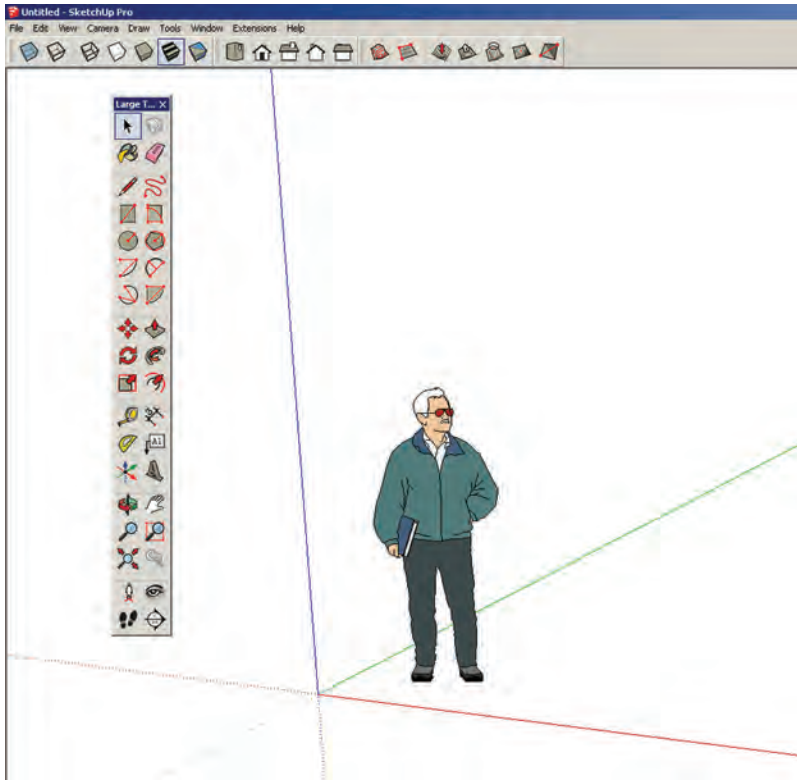 Untitled - SketchUp Pro
File Edit View Camera Draw Tools Window Extensions Help
Large T...
A1